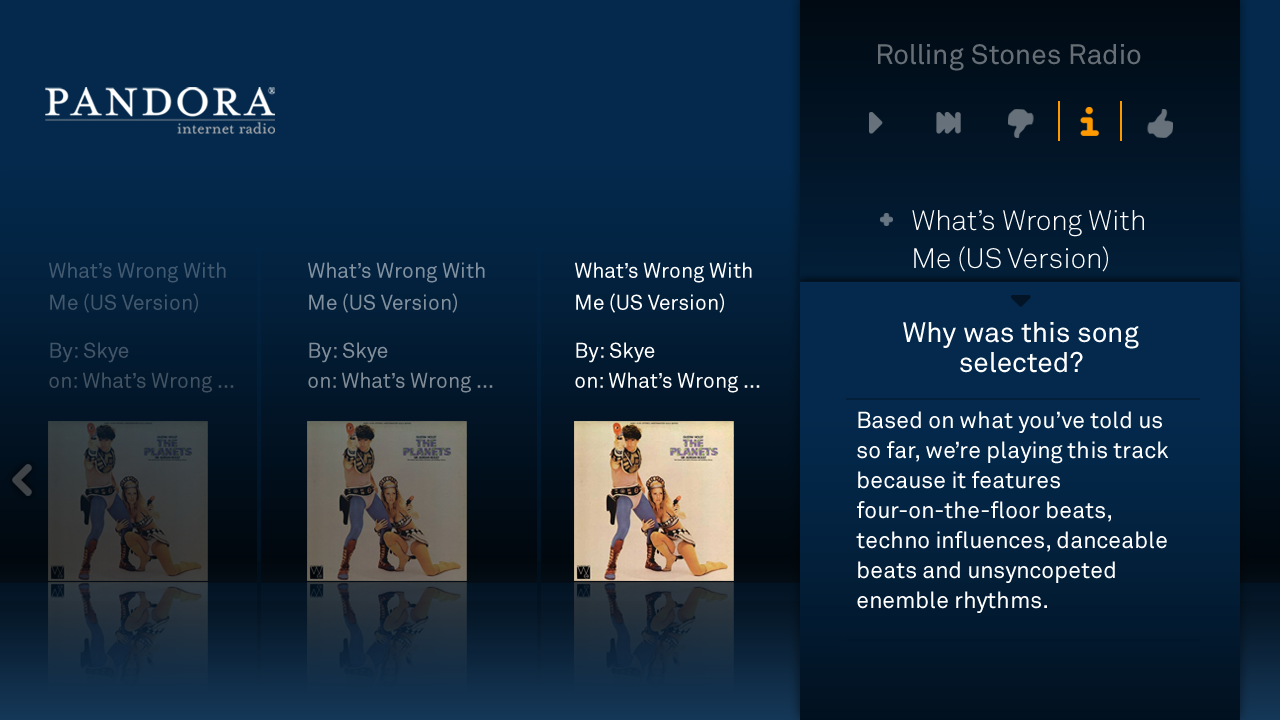 PANDORA®
internet radio
What's Wrong With
Me (US Version)
By: Skye
on: What's Wrong ...
THE
PLANETS
What's Wrong With
Me (US Version)
By: Skye
on: What's Wrong ...
THE
PLANETS
What's Wrong With
Me (US Version)
By: Skye
on: What's Wrong ...
THE
PLANETS
Rolling Stones Radio
What's Wrong With
Me (US Version)
Why was this song
selected?
Based on what you've told us
so far, we're playing this track
because it features
four-on-the-floor beats,
techno influences, danceable
beats and unsyncopeted
enemble rhythms.